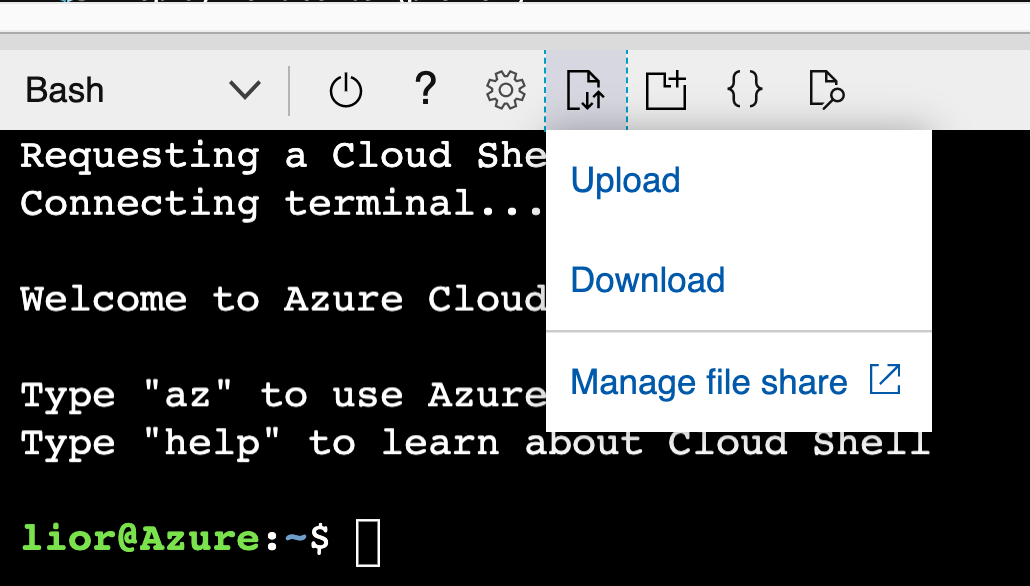 Bash
?
{}
Requesting a Cloud She
Connecting terminal...
Upload
Download
Manage file share
Welcome to Azure Cloud
Type "az" to use Azure
Type "help" to learn about Cloud Shell
lior@Azure:~$